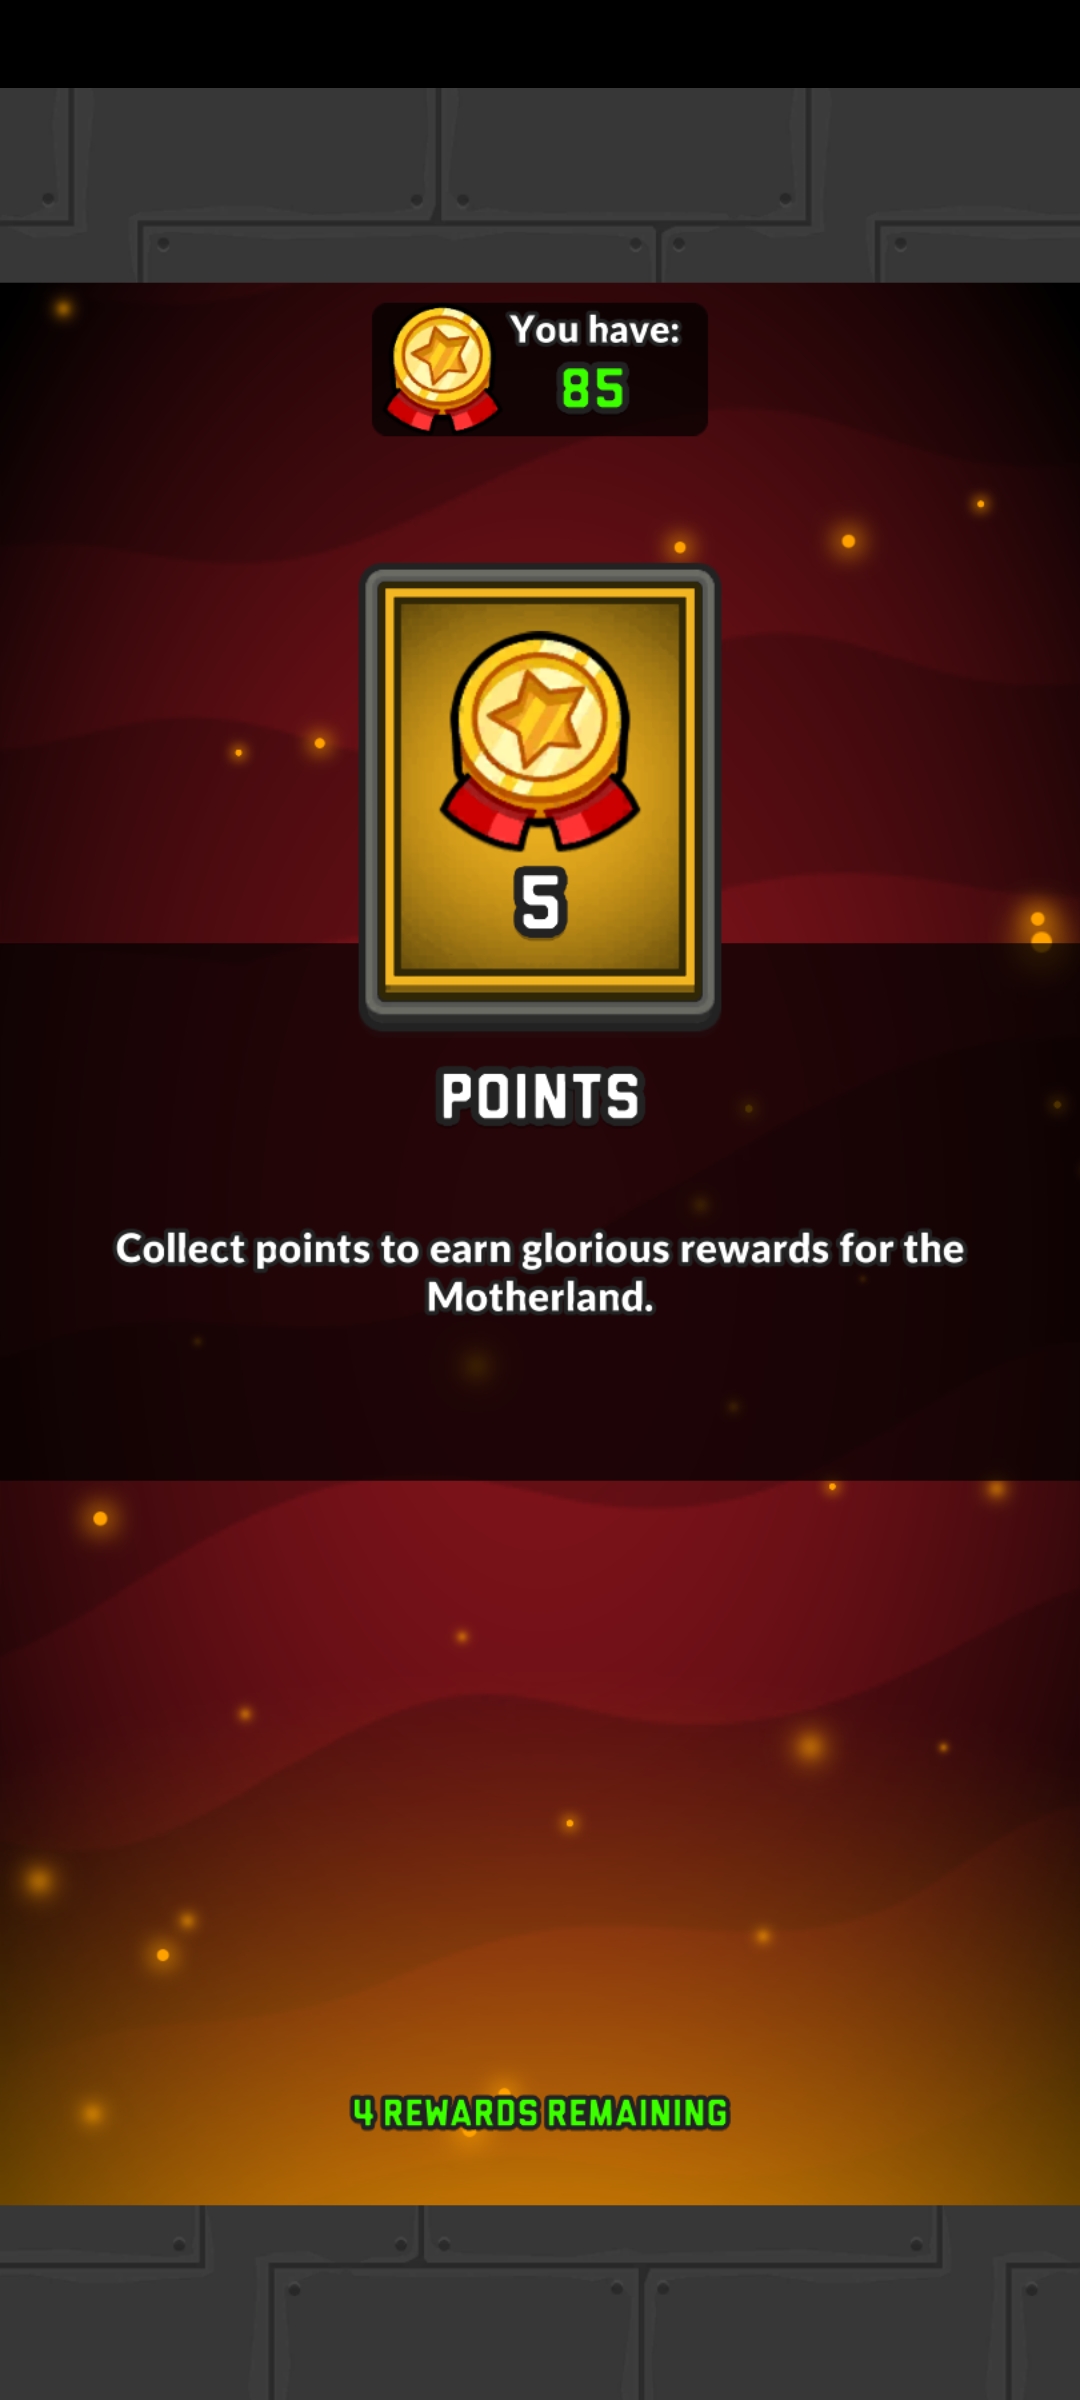 You have:
85
5
POINTS
Collect points to earn glorious rewards for the
Motherland.
4 REWARDS REMAINING